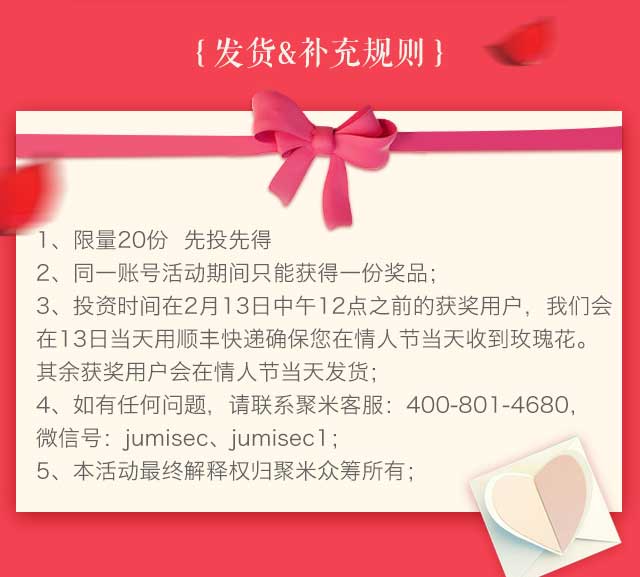 {发货&补充规则}
1、限量20份 先投先得
2、同一账号活动期间只能获得一份奖品；
3、投资时间在2月13日中午12点之前的获奖用户，我们会
在13日当天用顺丰快递确保您在情人节当天收到玫瑰花。
其余获奖用户会在情人节当天发货；
4、如有任何问题，请联系聚米客服：400-801-4680，
微信号：jumisec、jumisec1；
5、本活动最终解释权归聚米众筹所有；